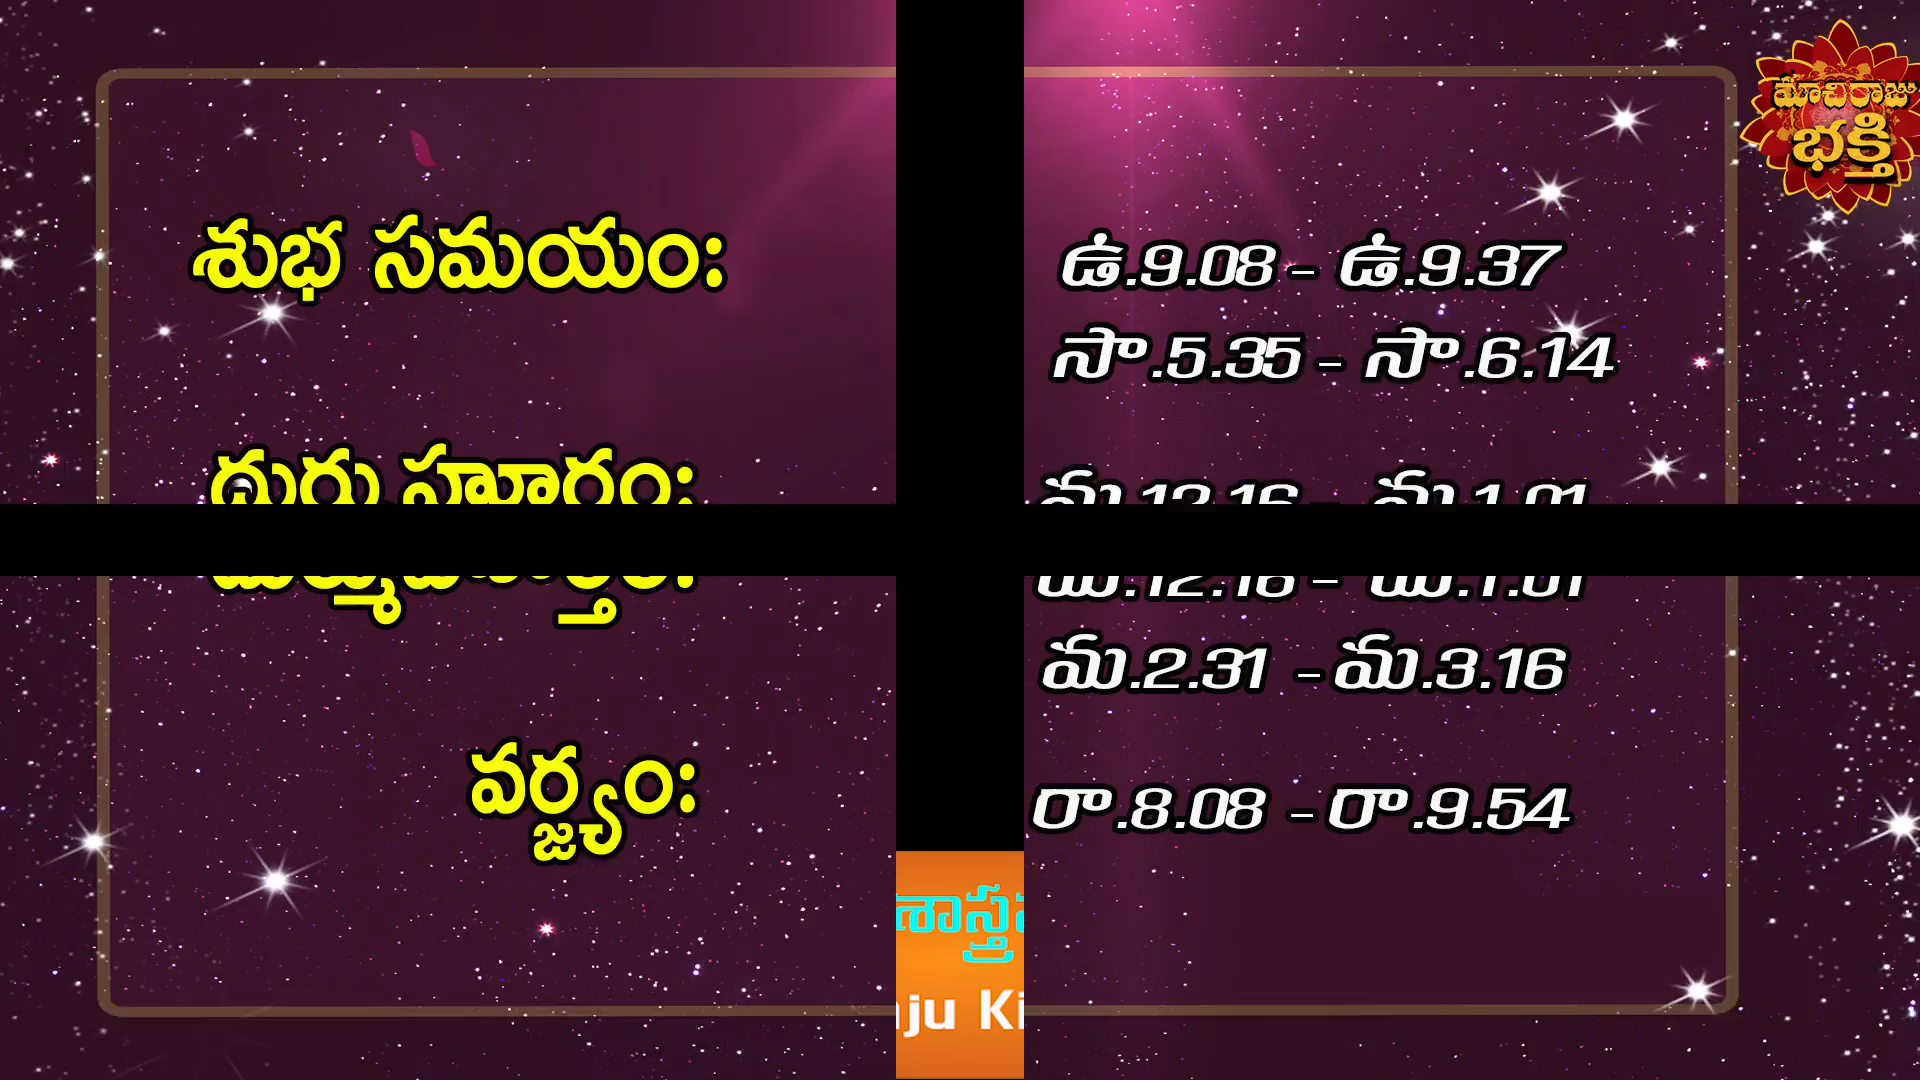 మాచిరాజు
భక్తి
శుభ సమయం: ఉ.9.08 - ఉ.9.37
సా.5.35 - సా.6.14
దుర్ముహూర్తం: మ.12.16 - మ.1.01
మ.2.31 - మ.3.16
వర్జ్యం: రా.8.08 - రా.9.54